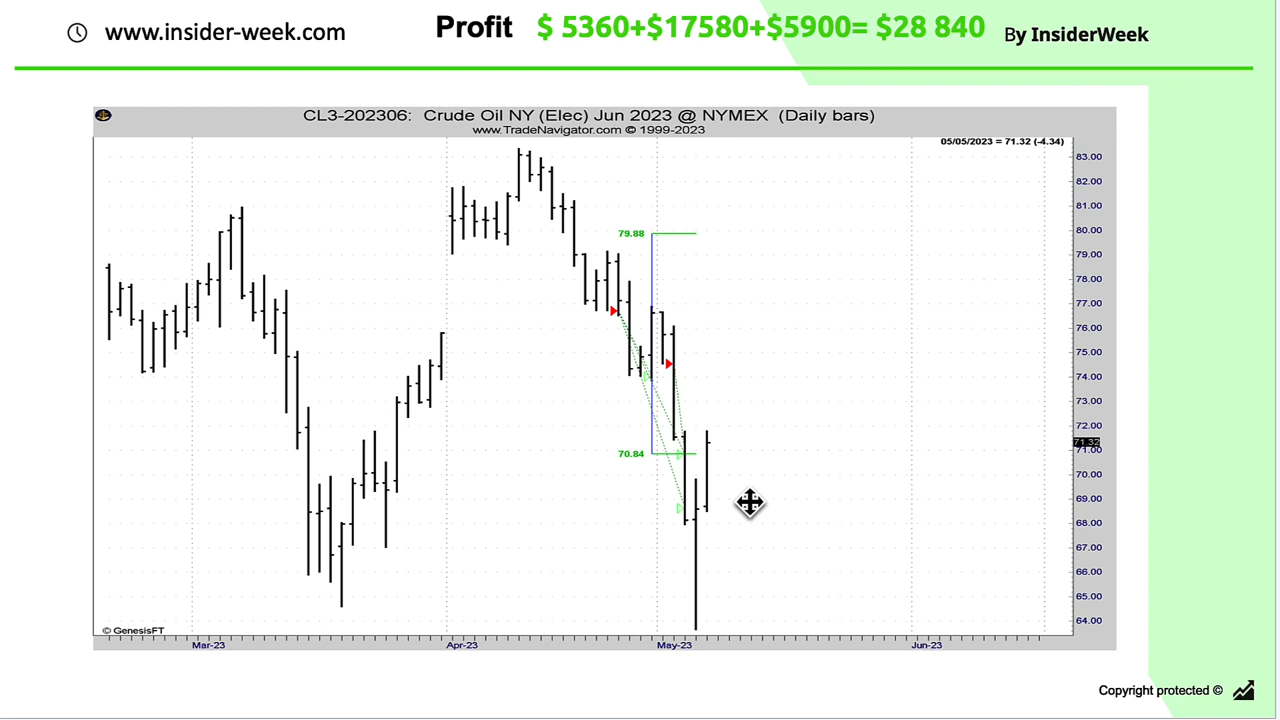 www.insider-week.com
Profit $ 5360+$17580+$5900= $28 840 By InsiderWeek
CL3-202306: Crude Oil NY (Elec) Jun 2023 @ NYMEX (Daily bars)
www.TradeNavigator.com © 1999-2023
05/05/2023 = 71.32 (-4.34)
83.00
82.00
81.00
80.00
79.88
79.00
78.00
77.00
76.00
75.00
74.00
73.00
72.00
71.32
71.00
70.84
70.00
69.00
68.00
67.00
66.00
65.00
64.00
© GenesisFT
Mar-23 Apr-23 May-23 Jun-23
Copyright protected ©